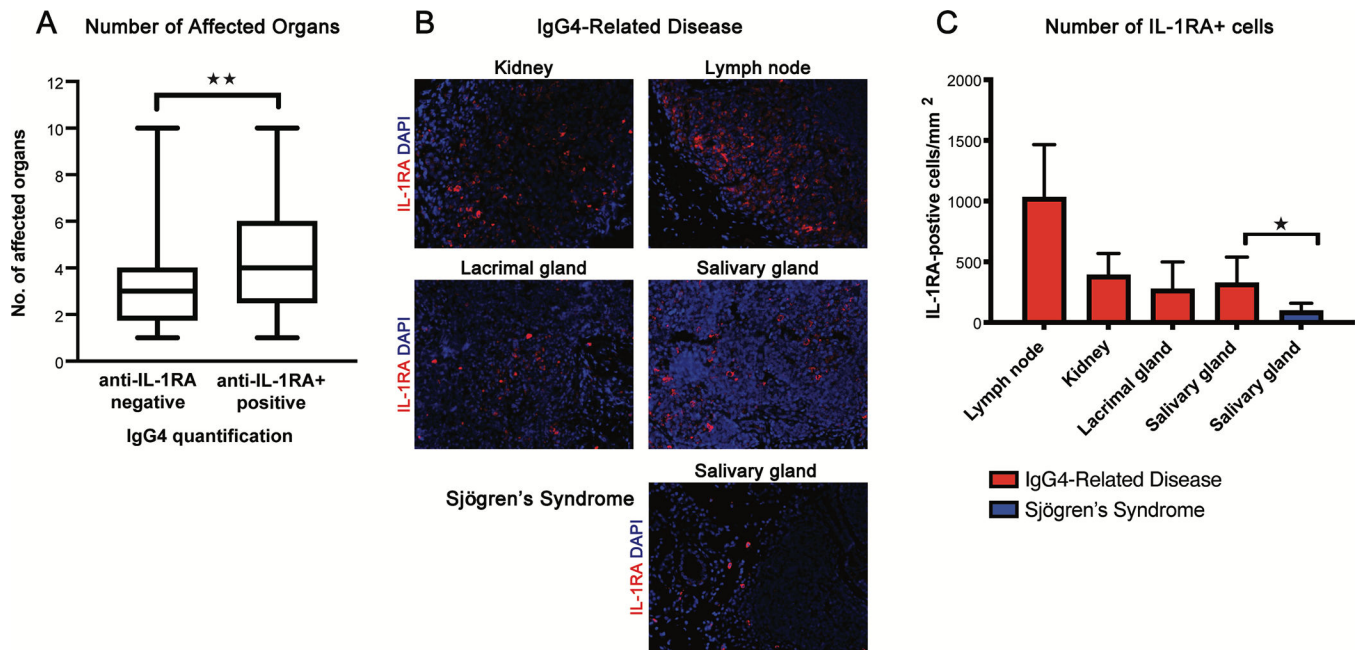 A
Number of Affected Organs
12
10
8
6
4
2
0
No. of affected organs
★★
anti-IL-1RA
negative
anti-IL-1RA+
positive
IgG4 quantification
B
IgG4-Related Disease
Kidney
Lymph node
IL-1RA DAPI
Lacrimal gland
Salivary gland
IL-1RA DAPI
Sjögren's Syndrome
Salivary gland
IL-1RA DAPI
C
Number of IL-1RA+ cells
2000
1500
1000
500
0
IL-1RA-postive cells/mm²
★
Lymph node
Kidney
Lacrimal gland
Salivary gland
Salivary gland
IgG4-Related Disease
Sjögren's Syndrome